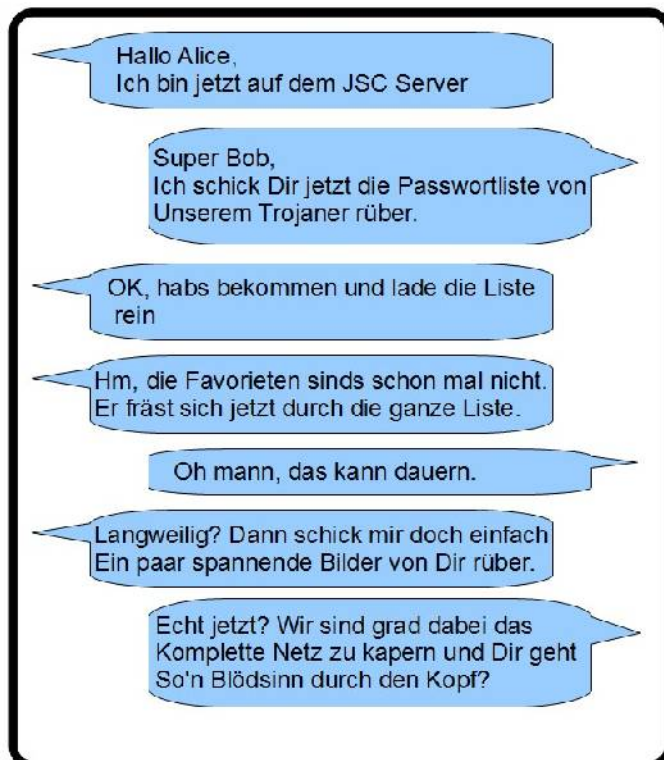 Hallo Alice,
Ich bin jetzt auf dem JSC Server
Super Bob,
Ich schick Dir jetzt die Passwortliste von
Unserem Trojaner rüber.
OK, habs bekommen und lade die Liste
rein
Hm, die Favorieten sinds schon mal nicht.
Er fräst sich jetzt durch die ganze Liste.
Oh mann, das kann dauern.
Langweilig? Dann schick mir doch einfach
Ein paar spannende Bilder von Dir rüber.
Echt jetzt? Wir sind grad dabei das
Komplette Netz zu kapern und Dir geht
So'n Blödsinn durch den Kopf?